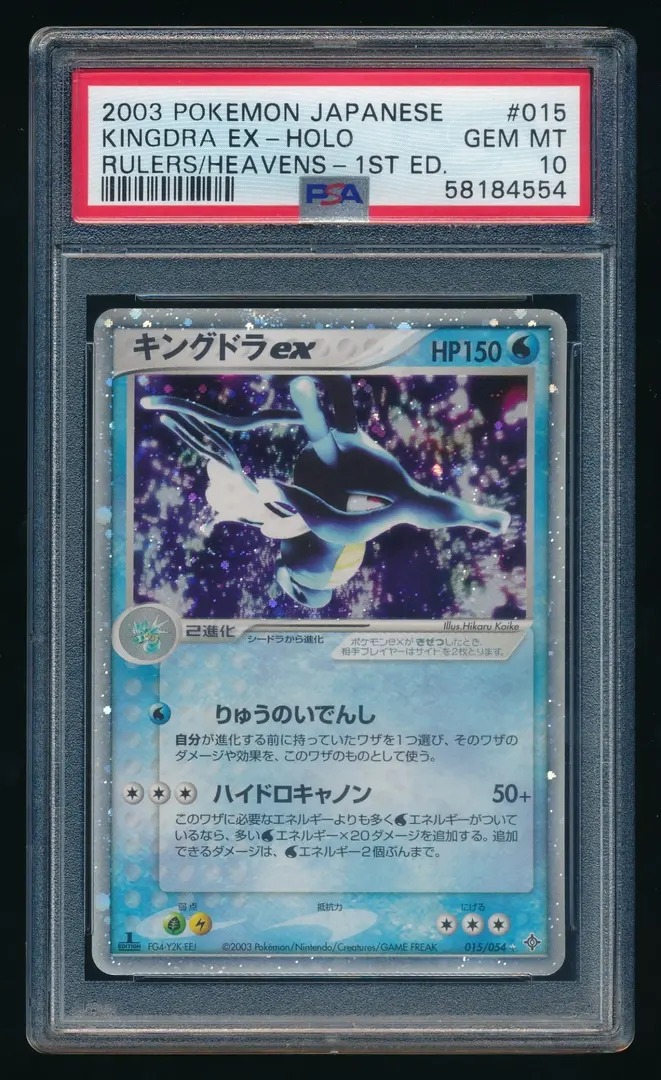 2003 POKEMON JAPANESE #015
KINGDRA EX - HOLO GEM MT
RULERS/HEAVENS - 1ST ED. 10
PSA 58184554
キングドラex HP150
Illus. Hikaru Koike
2進化 シードラから進化
ポケモンexがきぜつしたとき、
相手プレイヤーはサイドを2枚とります。
りゅうのいでんし
自分が進化する前に持っていたワザを1つ選び、そのワザの
ダメージや効果を、このワザのものとして使う。
ハイドロキャノン 50+
このワザに必要なエネルギーよりも多くエネルギーがついて
いるなら、多いエネルギー×20ダメージを追加する。追加
できるダメージは、エネルギー2個ぶんまで。
弱点 抵抗力 にげる
1 EDITION FG4-Y2K-EEJ ©2003 Pokémon/Nintendo/Creatures/GAME FREAK 015/054